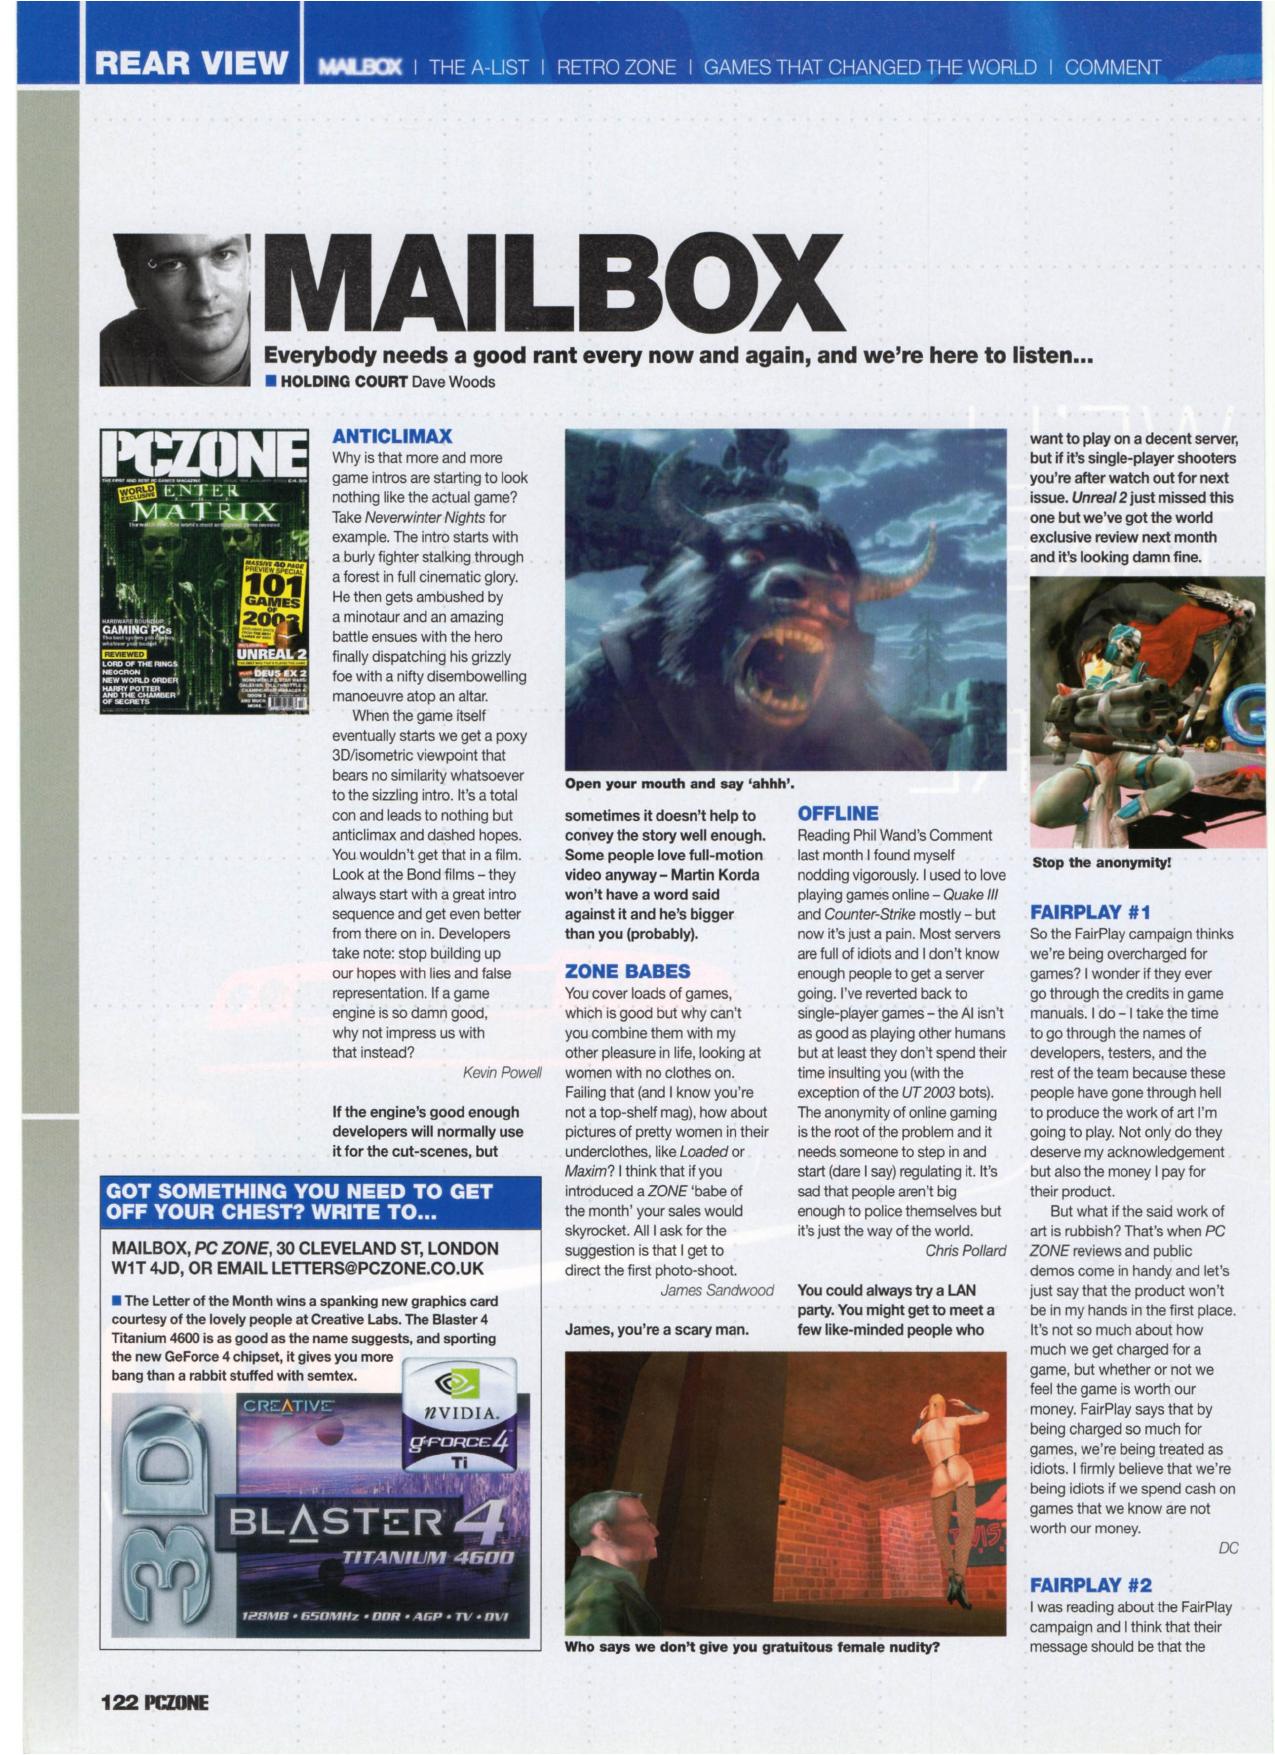 REAR VIEW
MAILBOX | THE A-LIST | RETRO ZONE | GAMES THAT CHANGED THE WORLD | COMMENT
MAILBOX
Everybody needs a good rant every now and again, and we're here to listen...
■ HOLDING COURT Dave Woods
PCZONE
WORLD EXCLUSIVE
ENTER
MATRIX
MASSIVE 40 PAGE
PREVIEW SPECIAL
101
GAMES
OF
2003
HARDWARE ROUNDUP
GAMING PCs
REVIEWED
LORD OF THE RINGS
NEOCRON
NEW WORLD ORDER
HARRY POTTER
AND THE CHAMBER
OF SECRETS
UNREAL 2
DEUS EX 2
ANTICLIMAX
Why is that more and more
game intros are starting to look
nothing like the actual game?
Take Neverwinter Nights for
example. The intro starts with
a burly fighter stalking through
a forest in full cinematic glory.
He then gets ambushed by
a minotaur and an amazing
battle ensues with the hero
finally dispatching his grizzly
foe with a nifty disembowelling
manoeuvre atop an altar.
When the game itself
eventually starts we get a poxy
3D/isometric viewpoint that
bears no similarity whatsoever
to the sizzling intro. It's a total
con and leads to nothing but
anticlimax and dashed hopes.
You wouldn't get that in a film.
Look at the Bond films – they
always start with a great intro
sequence and get even better
from there on in. Developers
take note: stop building up
our hopes with lies and false
representation. If a game
engine is so damn good,
why not impress us with
that instead?
Kevin Powell
If the engine's good enough
developers will normally use
it for the cut-scenes, but
GOT SOMETHING YOU NEED TO GET
OFF YOUR CHEST? WRITE TO...
MAILBOX, PC ZONE, 30 CLEVELAND ST, LONDON
W1T 4JD, OR EMAIL LETTERS@PCZONE.CO.UK
■ The Letter of the Month wins a spanking new graphics card
courtesy of the lovely people at Creative Labs. The Blaster 4
Titanium 4600 is as good as the name suggests, and sporting
the new GeForce 4 chipset, it gives you more
bang than a rabbit stuffed with semtex.
3D
CREATIVE
nVIDIA.
GFORCE4
Ti
BLASTER 4
TITANIUM 4600
128MB • 650MHz • DDR • AGP • TV • DVI
Open your mouth and say 'ahhh'.
sometimes it doesn't help to
convey the story well enough.
Some people love full-motion
video anyway – Martin Korda
won't have a word said
against it and he's bigger
than you (probably).
ZONE BABES
You cover loads of games,
which is good but why can't
you combine them with my
other pleasure in life, looking at
women with no clothes on.
Failing that (and I know you're
not a top-shelf mag), how about
pictures of pretty women in their
underclothes, like Loaded or
Maxim? I think that if you
introduced a ZONE 'babe of
the month' your sales would
skyrocket. All I ask for the
suggestion is that I get to
direct the first photo-shoot.
James Sandwood
James, you're a scary man.
OFFLINE
Reading Phil Wand's Comment
last month I found myself
nodding vigorously. I used to love
playing games online – Quake III
and Counter-Strike mostly – but
now it's just a pain. Most servers
are full of idiots and I don't know
enough people to get a server
going. I've reverted back to
single-player games – the AI isn't
as good as playing other humans
but at least they don't spend their
time insulting you (with the
exception of the UT 2003 bots).
The anonymity of online gaming
is the root of the problem and it
needs someone to step in and
start (dare I say) regulating it. It's
sad that people aren't big
enough to police themselves but
it's just the way of the world.
Chris Pollard
You could always try a LAN
party. You might get to meet a
few like-minded people who
Who says we don't give you gratuitous female nudity?
want to play on a decent server,
but if it's single-player shooters
you're after watch out for next
issue. Unreal 2 just missed this
one but we've got the world
exclusive review next month
and it's looking damn fine.
Stop the anonymity!
FAIRPLAY #1
So the FairPlay campaign thinks
we're being overcharged for
games? I wonder if they ever
go through the credits in game
manuals. I do – I take the time
to go through the names of
developers, testers, and the
rest of the team because these
people have gone through hell
to produce the work of art I'm
going to play. Not only do they
deserve my acknowledgement
but also the money I pay for
their product.
But what if the said work of
art is rubbish? That's when PC
ZONE reviews and public
demos come in handy and let's
just say that the product won't
be in my hands in the first place.
It's not so much about how
much we get charged for a
game, but whether or not we
feel the game is worth our
money. FairPlay says that by
being charged so much for
games, we're being treated as
idiots. I firmly believe that we're
being idiots if we spend cash on
games that we know are not
worth our money.
DC
FAIRPLAY #2
I was reading about the FairPlay
campaign and I think that their
message should be that the
122 PCZONE